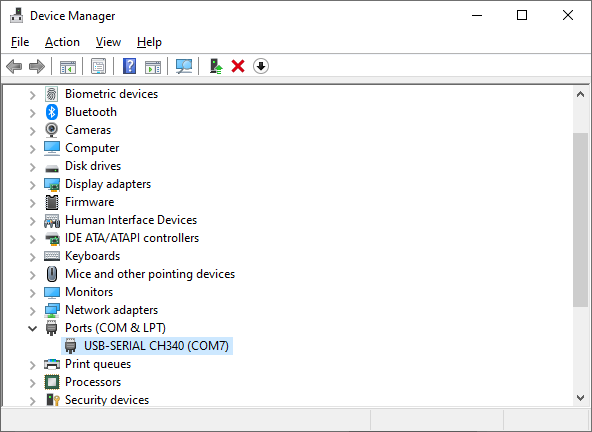 Device Manager
File Action View Help
Biometric devices
Bluetooth
Cameras
Computer
Disk drives
Display adapters
Firmware
Human Interface Devices
IDE ATA/ATAPI controllers
Keyboards
Mice and other pointing devices
Monitors
Network adapters
Ports (COM & LPT)
USB-SERIAL CH340 (COM7)
Print queues
Processors
Security devices